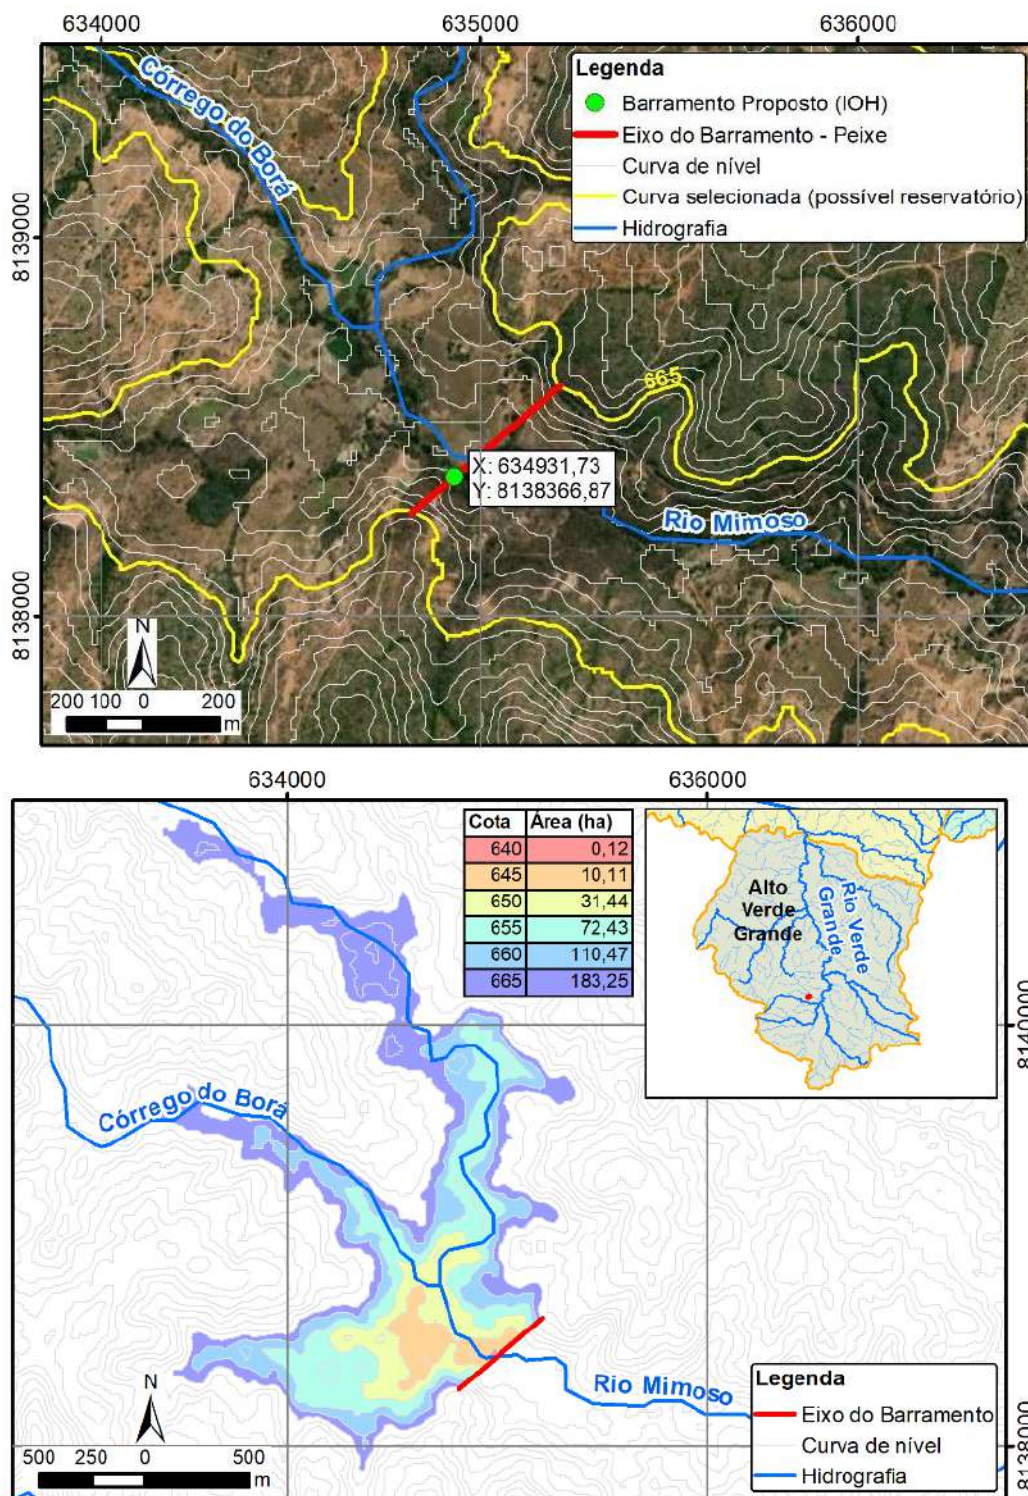 634000 635000 636000
Legenda
Barramento Proposto (IOH)
Eixo do Barramento - Peixe
Curva de nível
Curva selecionada (possível reservatório)
Hidrografia
Córrego do Borá
8139000
665
X: 634931,73
Y: 8138366,87
Rio Mimoso
8138000
N
200 100 0 200
m
634000 636000
Cota Área (ha)
640 0,12
645 10,11
650 31,44
655 72,43
660 110,47
665 183,25
Alto
Verde
Grande
Rio Verde
Grande
8140000
Córrego do Borá
Rio Mimoso
Legenda
Eixo do Barramento
Curva de nível
Hidrografia
N
500 250 0 500
m
8138000